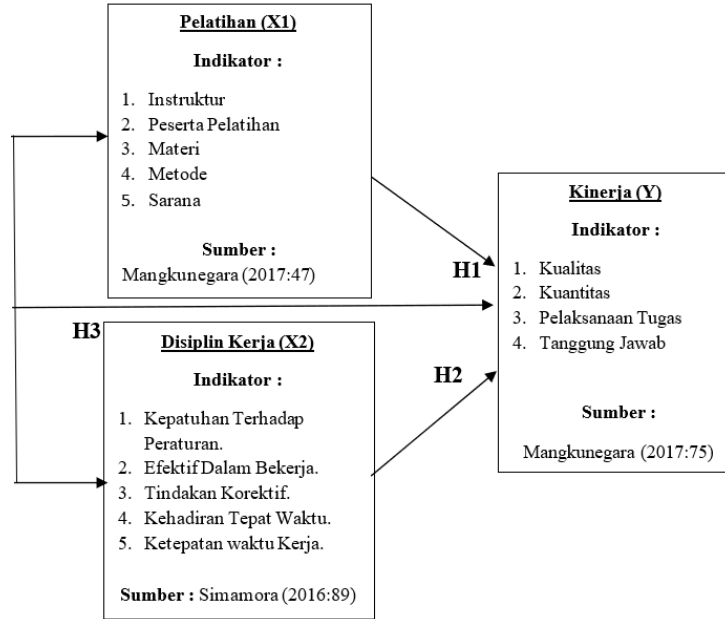 Pelatihan (X1)
Indikator :
1. Instruktur
2. Peserta Pelatihan
3. Materi
4. Metode
5. Sarana
Sumber :
Mangkunegara (2017:47)
H1
H3
Disiplin Kerja (X2)
Indikator :
1. Kepatuhan Terhadap
Peraturan.
2. Efektif Dalam Bekerja.
3. Tindakan Korektif.
4. Kehadiran Tepat Waktu.
5. Ketepatan waktu Kerja.
Sumber : Simamora (2016:89)
H2
Kinerja (Y)
Indikator :
1. Kualitas
2. Kuantitas
3. Pelaksanaan Tugas
4. Tanggung Jawab
Sumber :
Mangkunegara (2017:75)